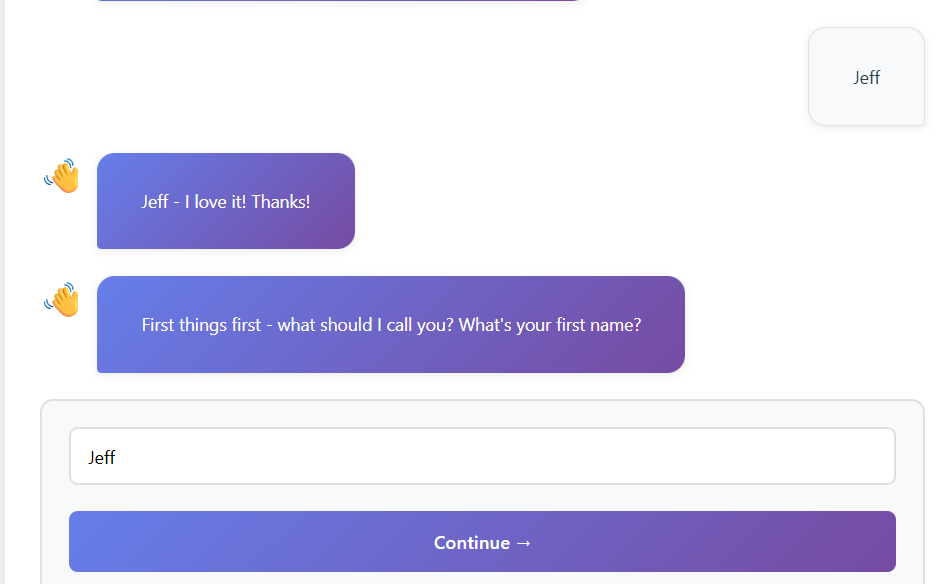 Jeff
Jeff - I love it! Thanks!
First things first - what should I call you? What's your first name?
Jeff
Continue →